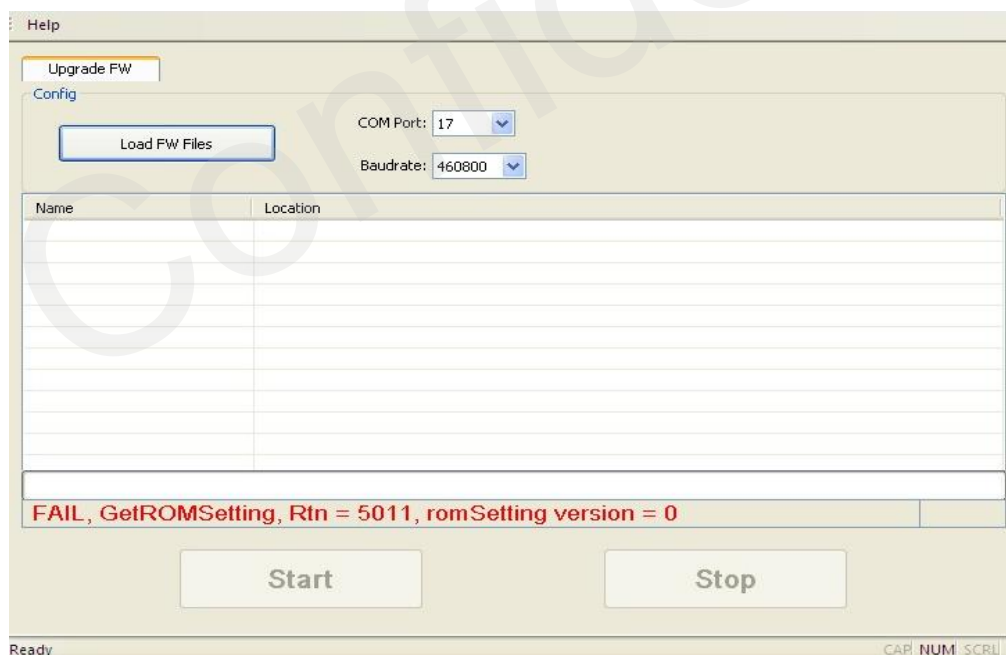 Help
Upgrade FW
Config
Load FW Files
COM Port: 17
Baudrate: 460800
Name Location
FAIL, GetROMSetting, Rtn = 5011, romSetting version = 0
Start Stop
Ready CAP NUM SCRL